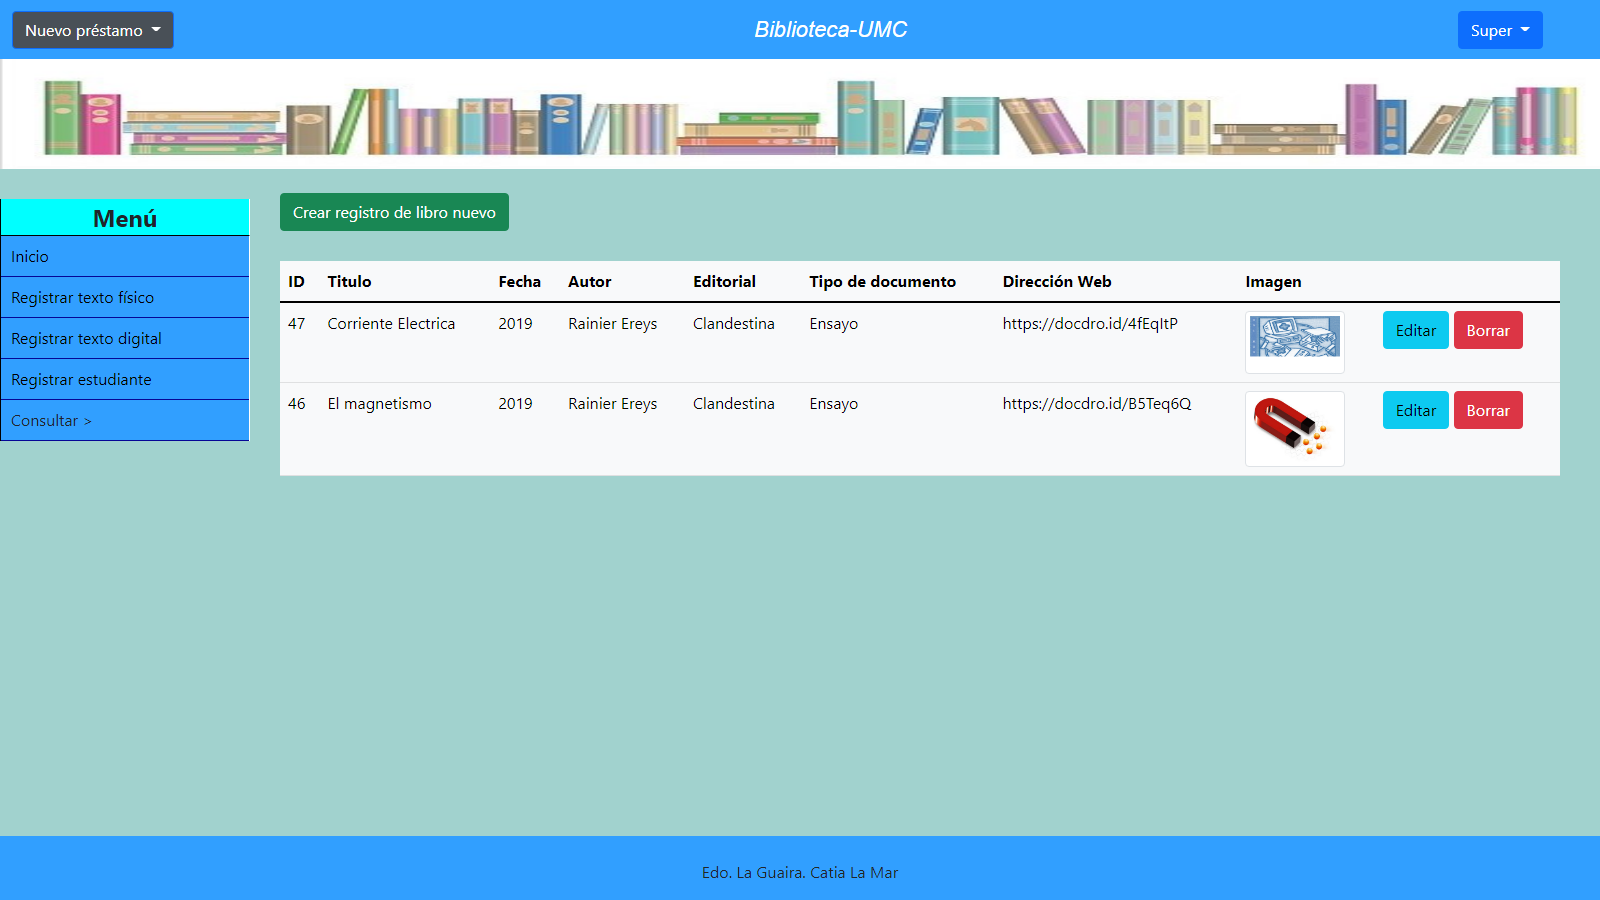 Nuevo préstamo
Biblioteca-UMC
Super
Menú
Inicio
Registrar texto físico
Registrar texto digital
Registrar estudiante
Consultar >
Crear registro de libro nuevo
ID Titulo Fecha Autor Editorial Tipo de documento Dirección Web Imagen
47 Corriente Electrica 2019 Rainier Ereys Clandestina Ensayo https://docdro.id/4fEqItP Editar Borrar
46 El magnetismo 2019 Rainier Ereys Clandestina Ensayo https://docdro.id/B5Teq6Q Editar Borrar
Edo. La Guaira. Catia La Mar